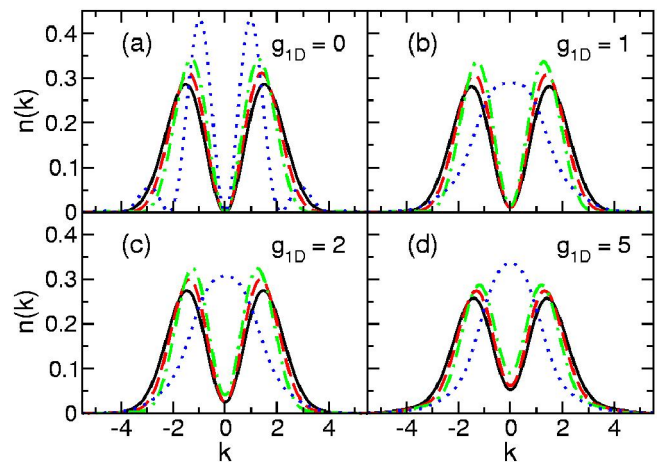 (a) g1D = 0
(b) g1D = 1
n(k)
0.4
0.3
0.2
0.1
0
(c) g1D = 2
(d) g1D = 5
n(k)
0.4
0.3
0.2
0.1
0
-4 -2 0 2 4
-4 -2 0 2 4
k
k